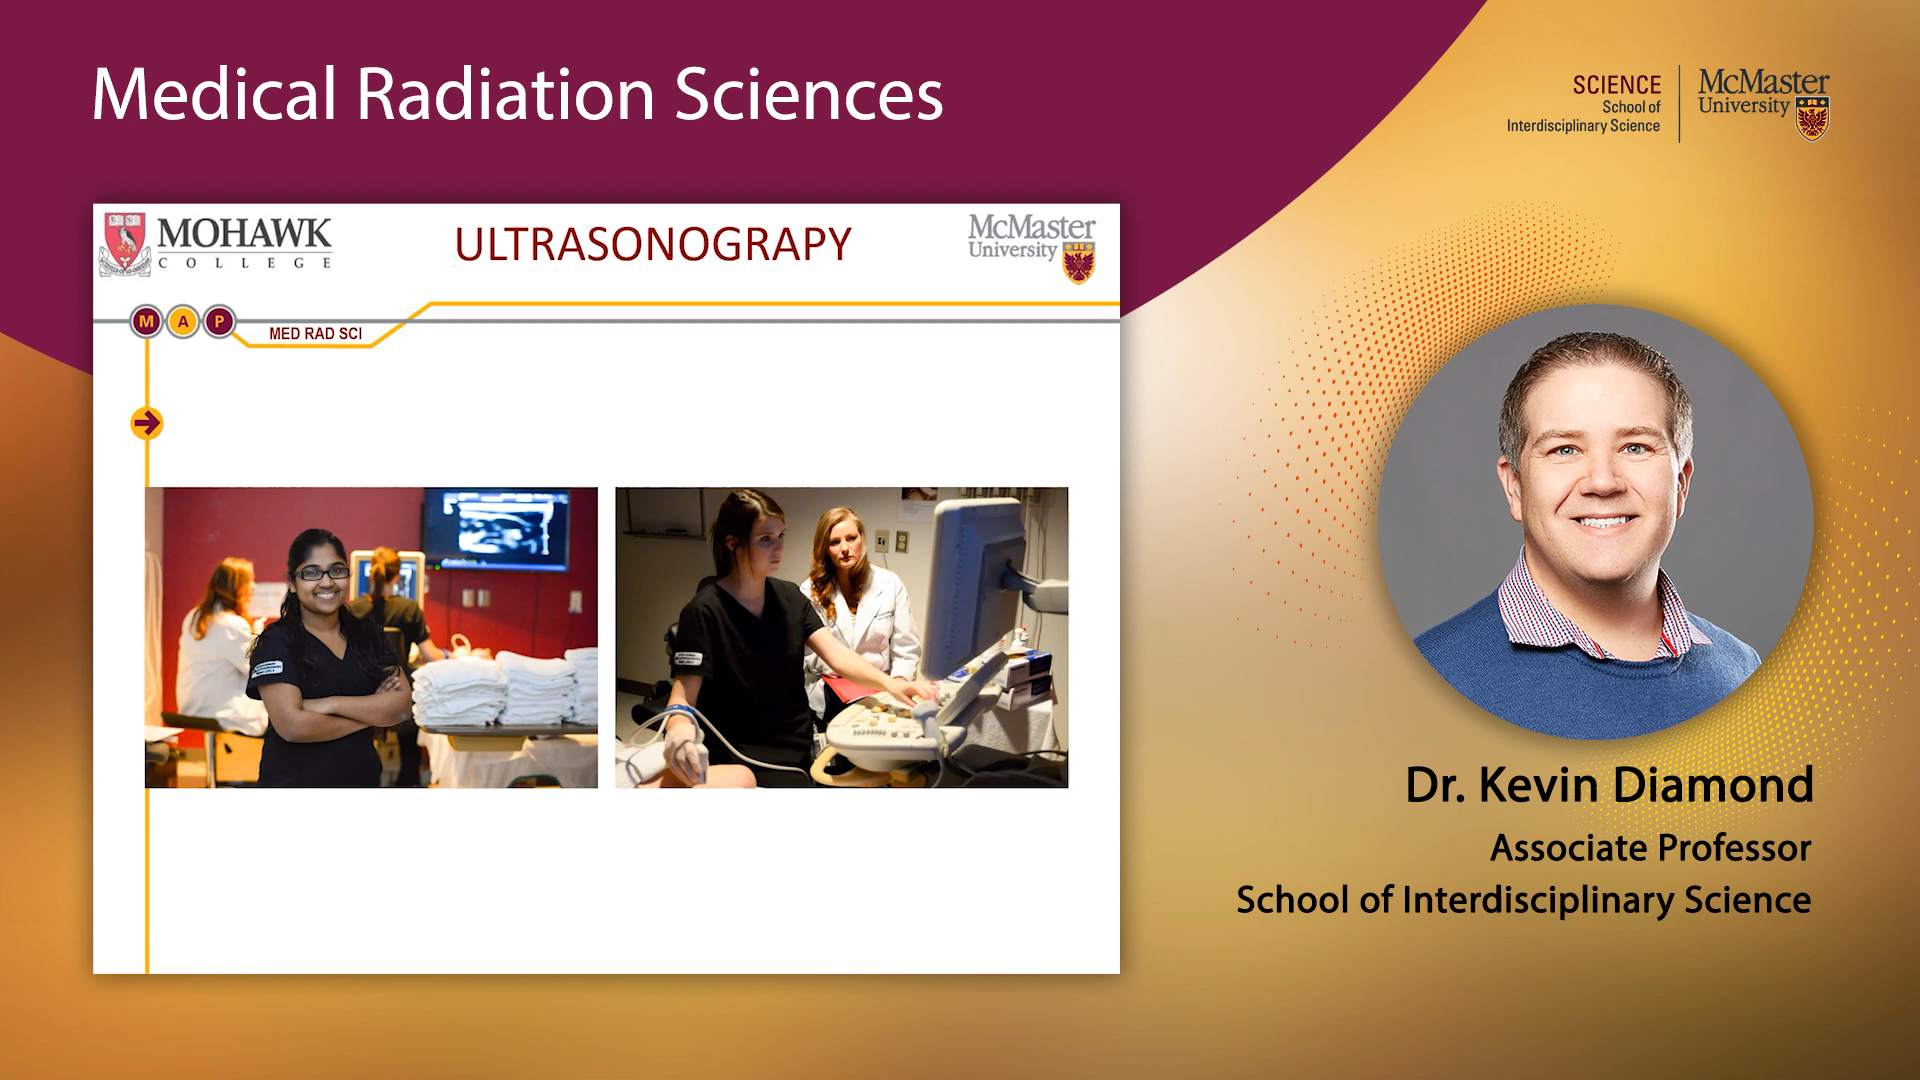 Medical Radiation Sciences
SCIENCE
School of
Interdisciplinary Science
McMaster
University
MOHAWK
COLLEGE
ULTRASONOGRAPY
McMaster
University
M A P
MED RAD SCI
Dr. Kevin Diamond
Associate Professor
School of Interdisciplinary Science